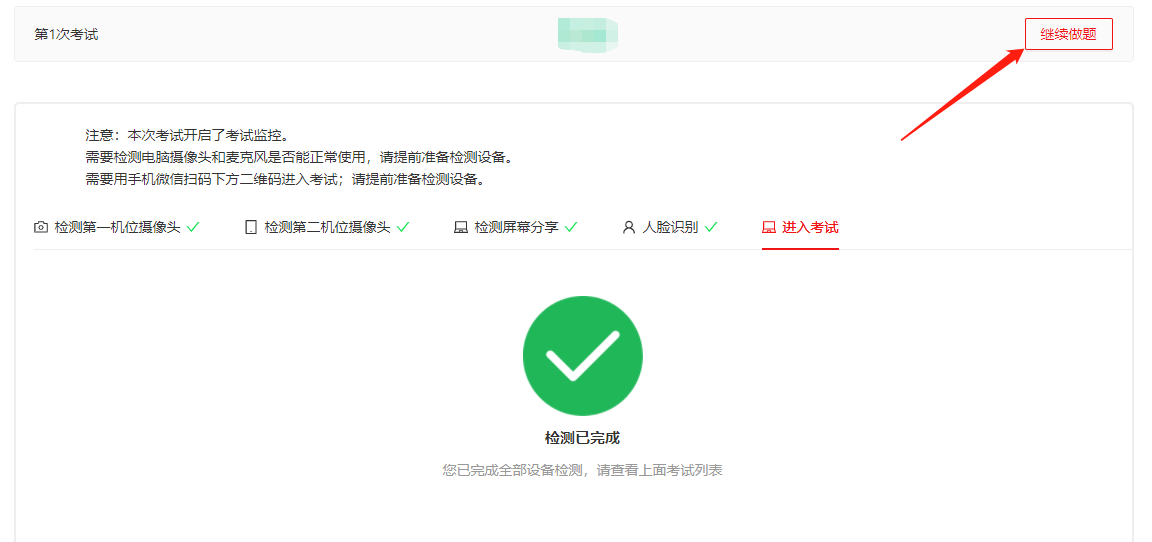 第1次考试
继续做题
注意：本次考试开启了考试监控。
需要检测电脑摄像头和麦克风是否能正常使用，请提前准备检测设备。
需要用手机微信扫码下方二维码进入考试；请提前准备检测设备。
检测第一机位摄像头 检测第二机位摄像头 检测屏幕分享 人脸识别 进入考试
检测已完成
您已完成全部设备检测，请查看上面考试列表